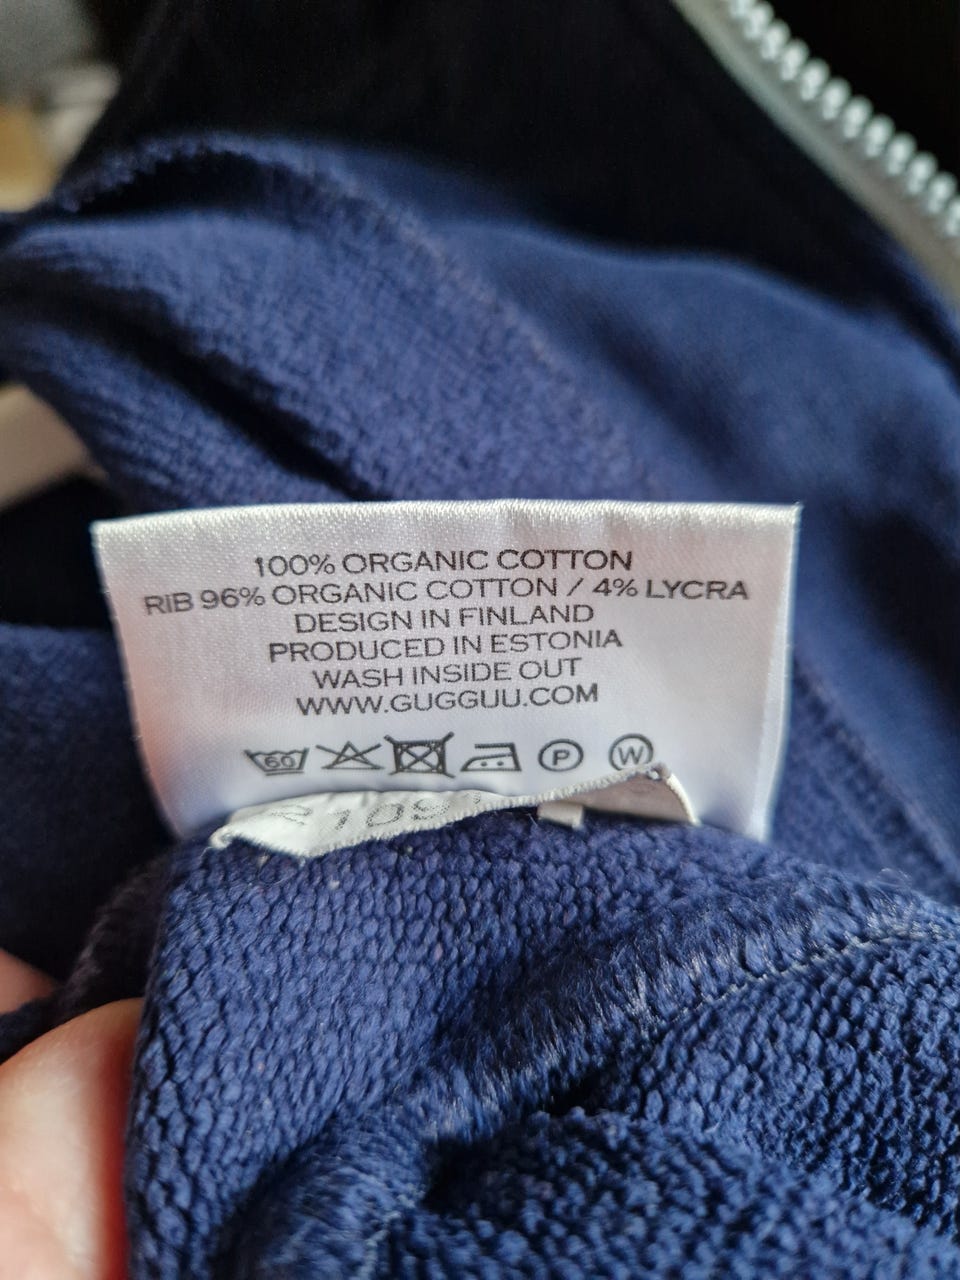 100% ORGANIC COTTON
RIB 96% ORGANIC COTTON / 4% LYCRA
DESIGN IN FINLAND
PRODUCED IN ESTONIA
WASH INSIDE OUT
WWW.GUGGUU.COM
60 P W